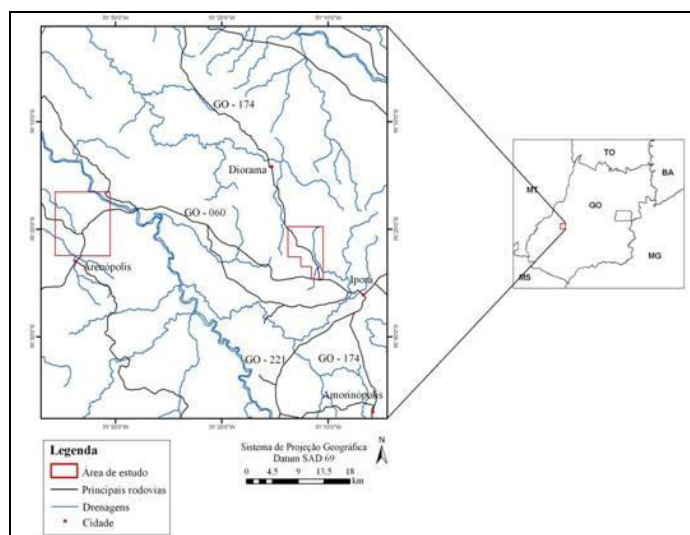 GO - 174
Diorama
GO - 060
Arenópolis
Iporá
GO - 221
GO - 174
Amorinópolis
TO
BA
MT
GO
MG
MS
Legenda
Área de estudo
Principais rodovias
Drenagens
Cidade
Sistema de Projeção Geográfica
Datum SAD 69
N
0 4,5 9 13,5 18
km